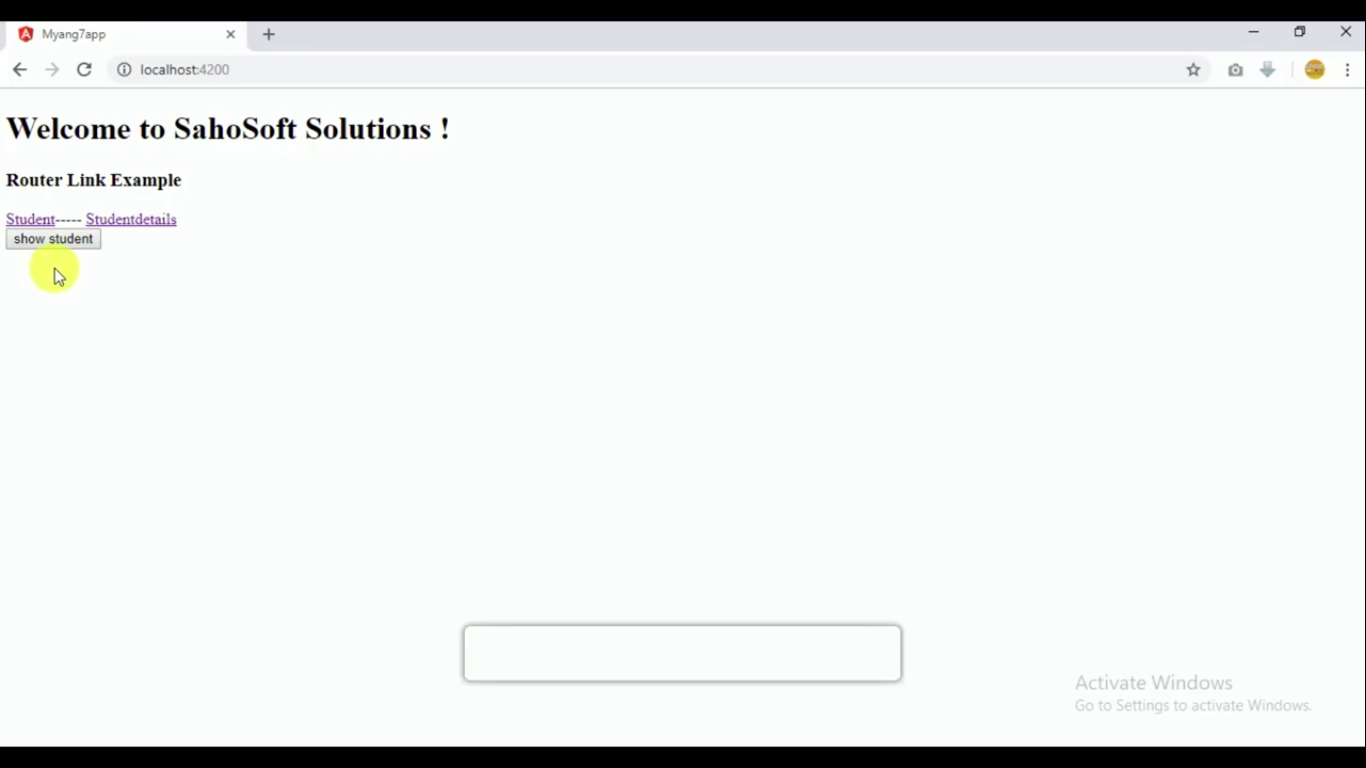 Myang7app
localhost:4200
Welcome to SahoSoft Solutions !
Router Link Example
Student----- Studentdetails
show student
Activate Windows
Go to Settings to activate Windows.